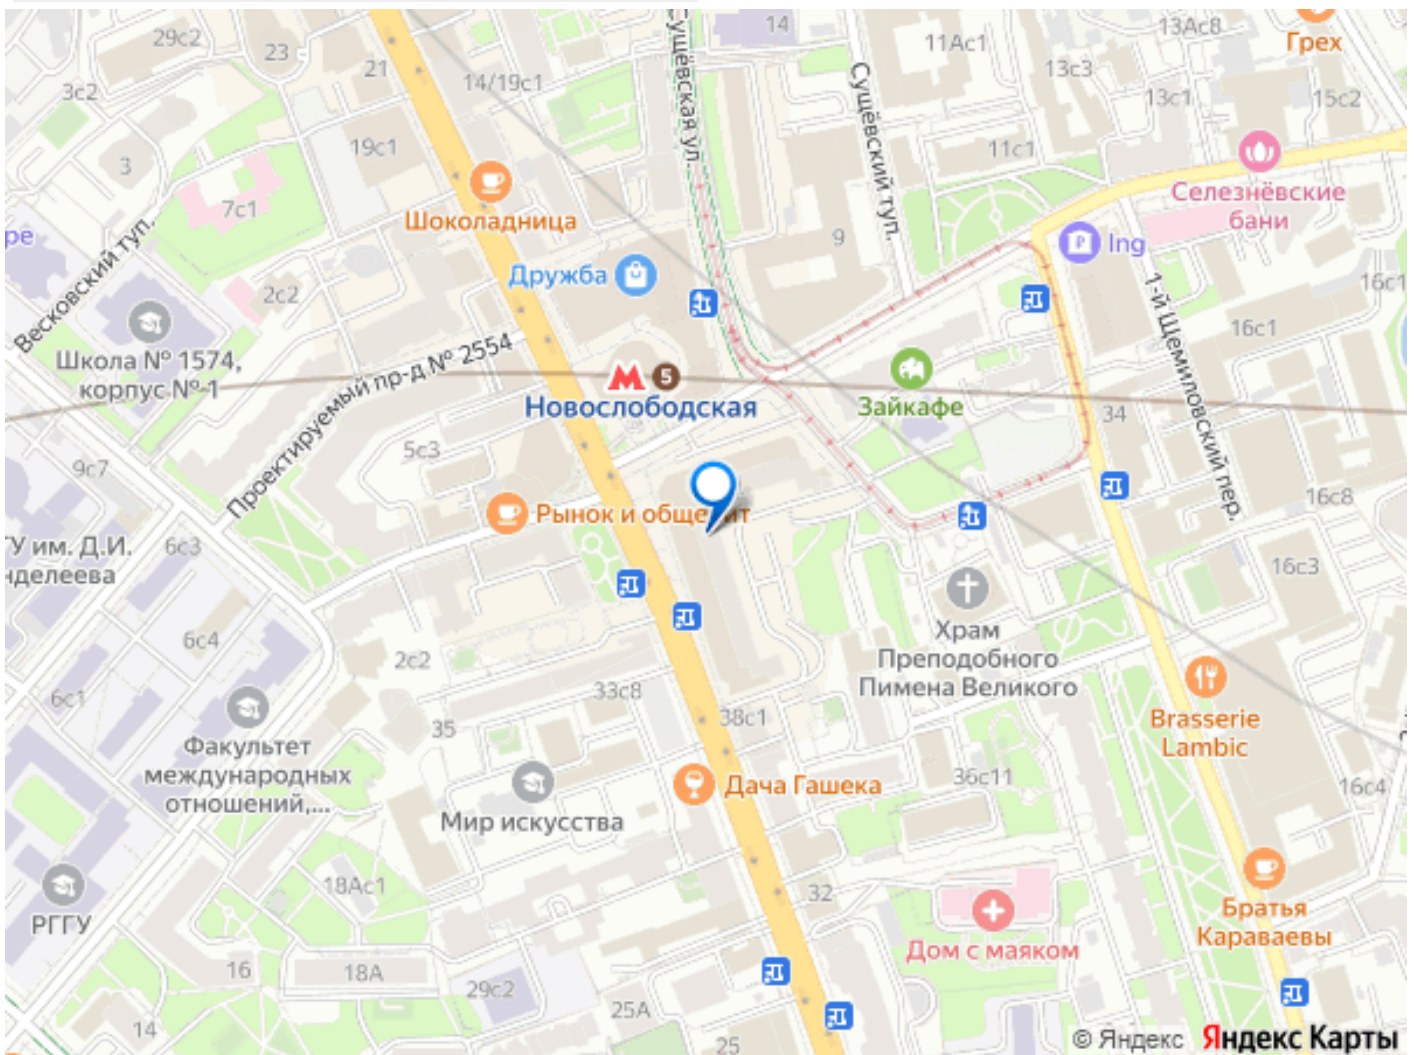 29с2
23
21
14/19с1
Сущёвская ул.
14
11Ас1
13Ас8
Грех
3с2
13с3
13с1
15с2
Сущёвский туп.
19с1
11с1
3
Шоколадница
Селезнёвские
бани
7с1
Весковский туп.
ре
9
Ing
Дружба
2с2
1-й Щемиловский пер.
16с1
16с1
Школа № 1574,
корпус № 1
Проектируемый пр-д № 2554
5
Новослободская
Зайкафе
34
5с3
9с7
16с8
Рынок и общепит
У им. Д.И.
нделеева
6с3
16с3
6с4
Храм
Преподобного
Пимена Великого
2с2
6с1
33с8
38с1
35
Brasserie
Lambic
Факультет
международных
отношений,...
Дача Гашека
36с11
16с4
Мир искусства
18Ас1
32
РГГУ
Дом с маяком
Братья
Караваевы
16
18А
29с2
25А
14
25
© Яндекс Яндекс Карты